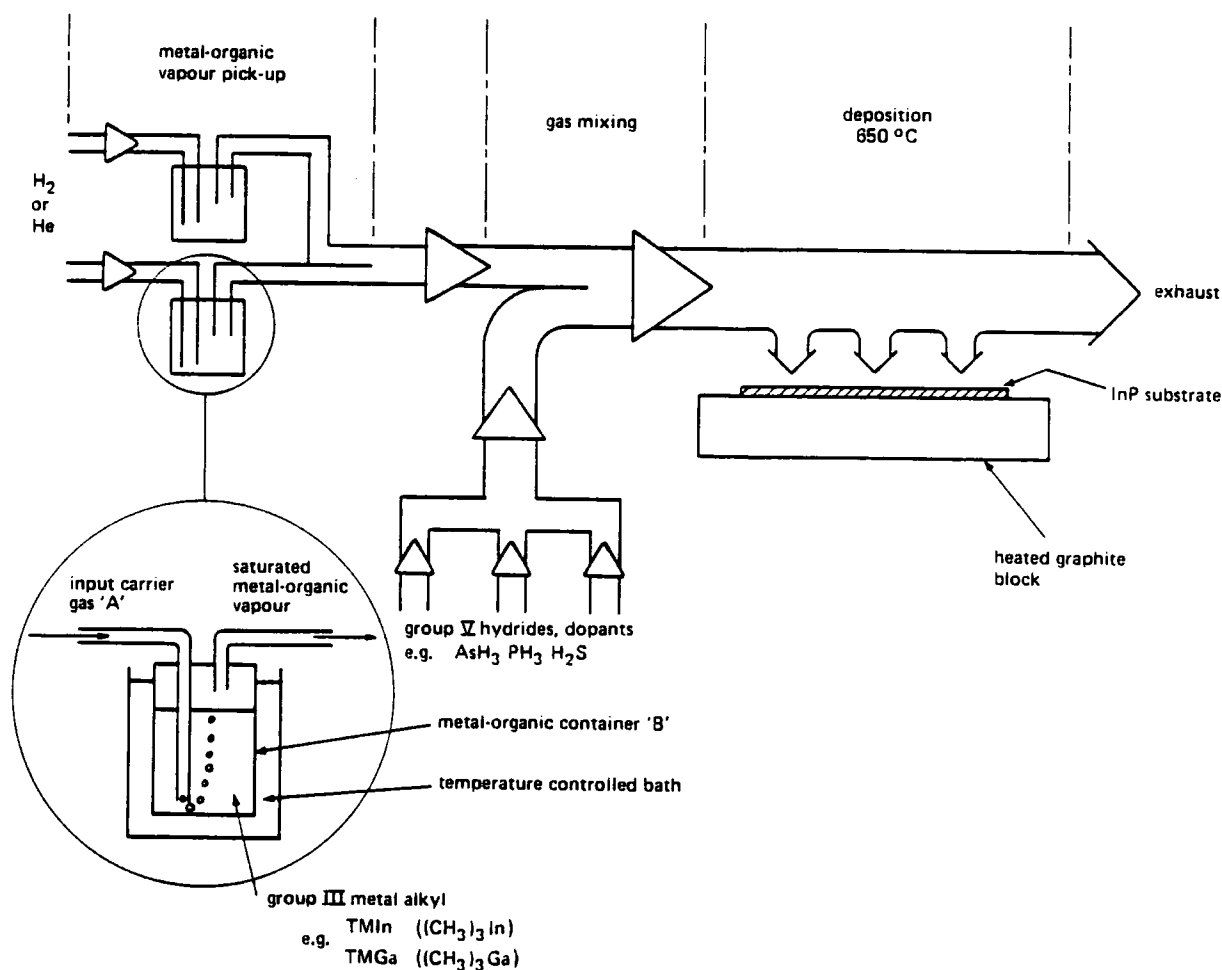 metal-organic
vapour pick-up
gas mixing
deposition
650 °C
H2
or
He
exhaust
InP substrate
heated graphite
block
input carrier
gas 'A'
saturated
metal-organic
vapour
group V hydrides, dopants
e.g. AsH3 PH3 H2S
metal-organic container 'B'
temperature controlled bath
group III metal alkyl
e.g. TMIn ((CH3)3 In)
TMGa ((CH3)3 Ga)